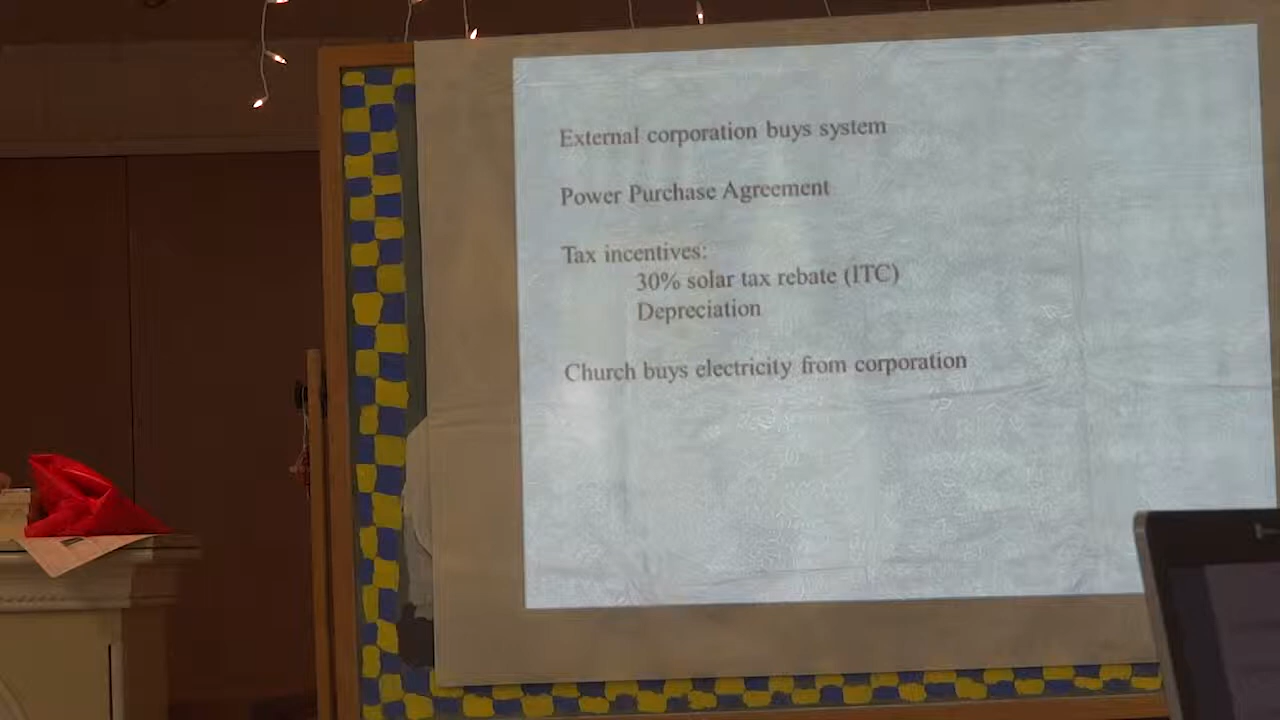 External corporation buys system
Power Purchase Agreement
Tax incentives:
30% solar tax rebate (ITC)
Depreciation
Church buys electricity from corporation